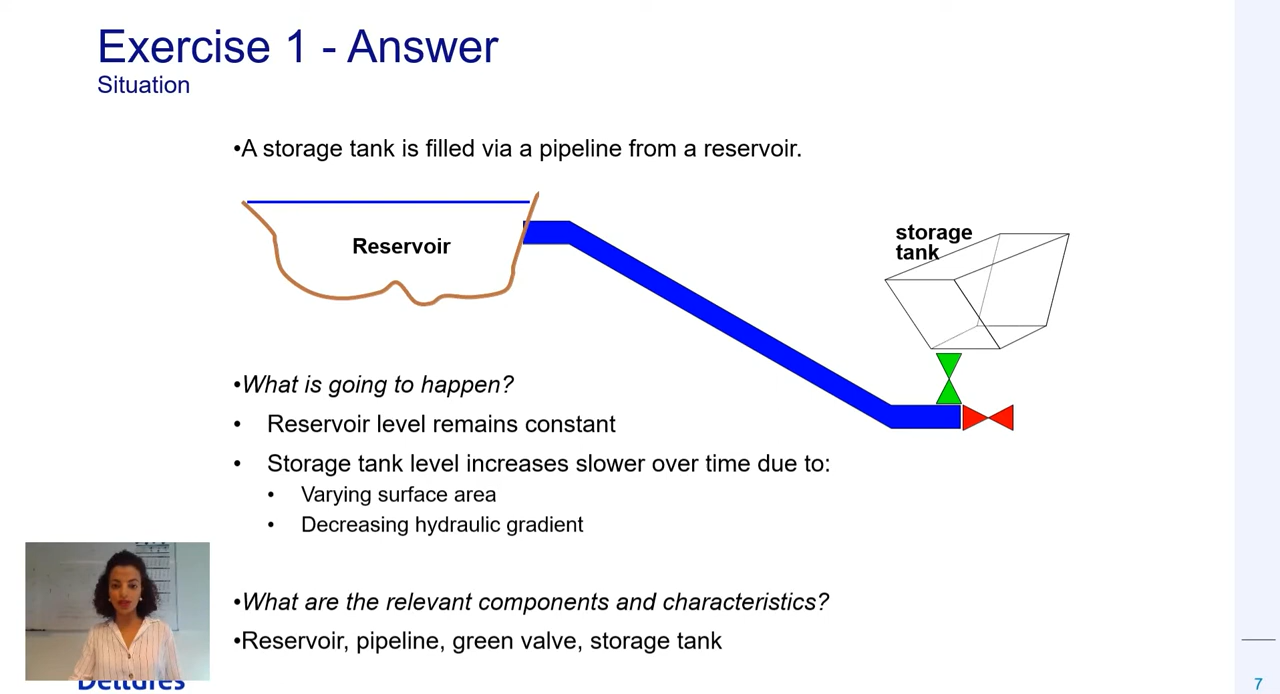 Exercise 1 - Answer
Situation
•A storage tank is filled via a pipeline from a reservoir.
storage
tank
Reservoir
•What is going to happen?
• Reservoir level remains constant
• Storage tank level increases slower over time due to:
• Varying surface area
• Decreasing hydraulic gradient
•What are the relevant components and characteristics?
•Reservoir, pipeline, green valve, storage tank
Deltares
7